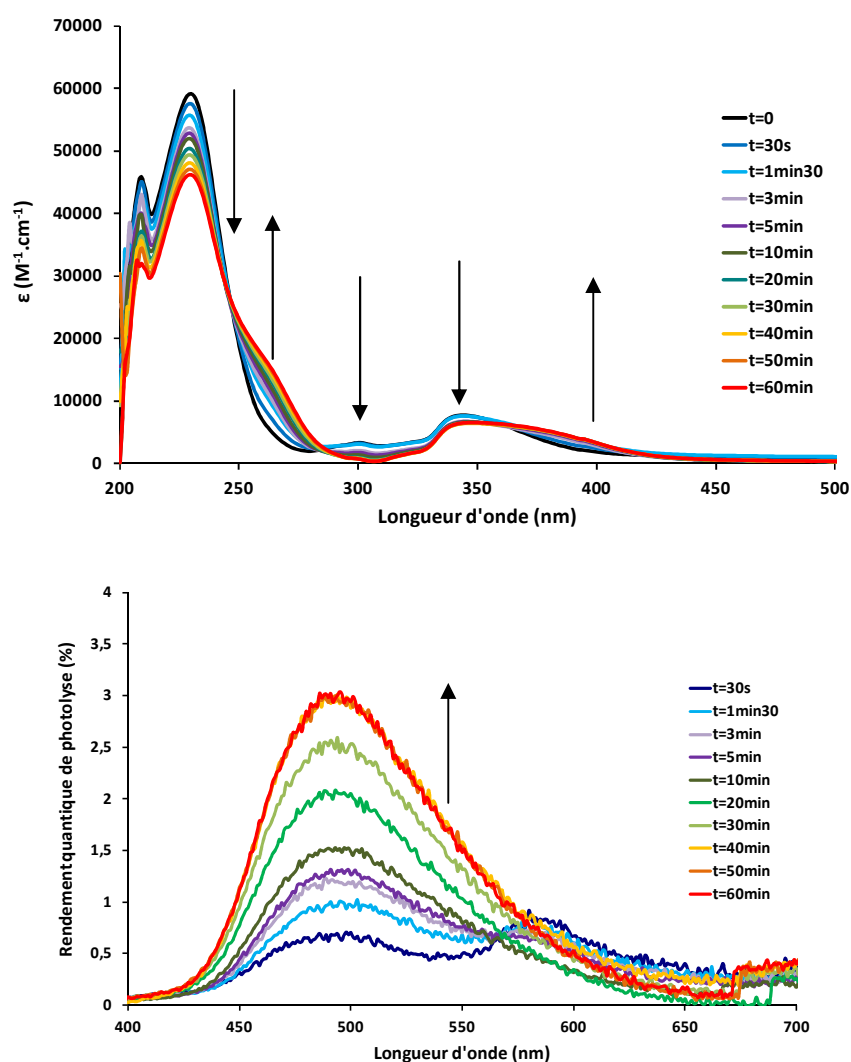 ε (M⁻¹.cm⁻¹)
70000
60000
50000
40000
30000
20000
10000
0
200
250
300
350
400
450
500
Longueur d'onde (nm)
t=0
t=30s
t=1min30
t=3min
t=5min
t=10min
t=20min
t=30min
t=40min
t=50min
t=60min
Rendement quantique de photolyse (%)
4
3,5
3
2,5
2
1,5
1
0,5
0
400
450
500
550
600
650
700
Longueur d'onde (nm)
t=30s
t=1min30
t=3min
t=5min
t=10min
t=20min
t=30min
t=40min
t=50min
t=60min